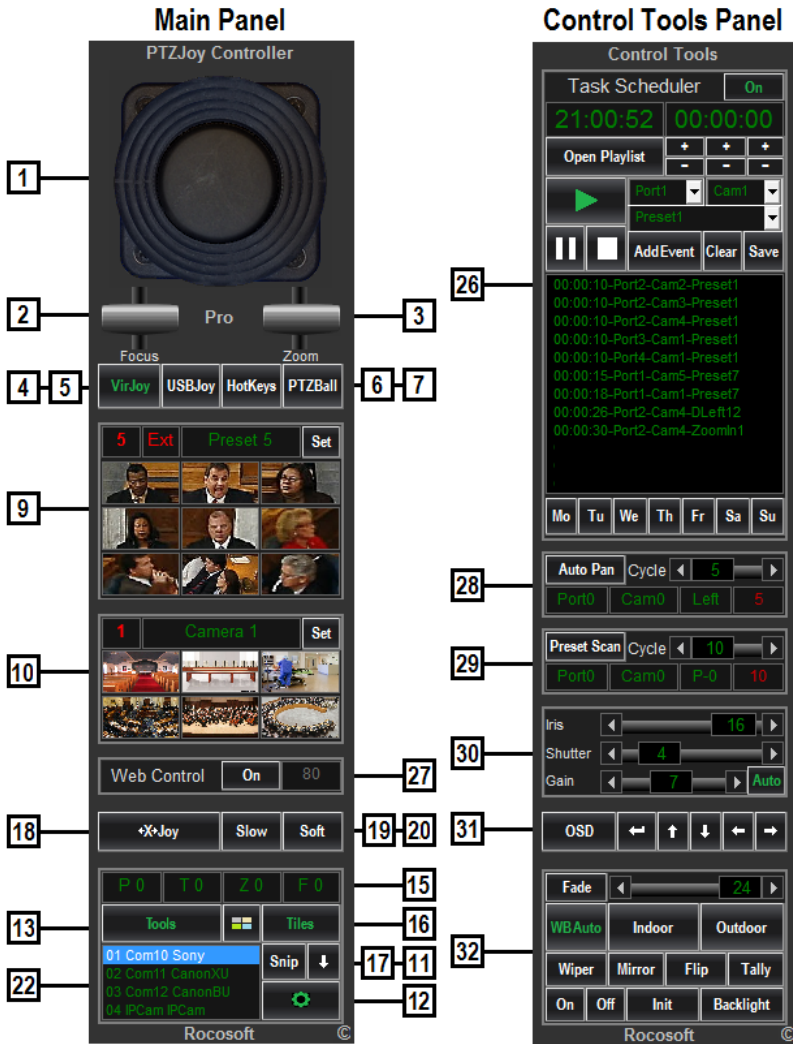 Main Panel
PTZJoy Controller
1
2
Pro
3
Focus
Zoom
4
5
VirJoy
USBJoy
HotKeys
PTZBall
6
7
5
Ext
Preset 5
Set
9
1
Camera 1
Set
10
Web Control
On
80
27
18
+X+Joy
Slow
Soft
19
20
P 0
T 0
Z 0
F 0
15
13
Tools
Tiles
16
01 Com10 Sony
02 Com11 CanonXU
03 Com12 CanonBU
04 IPCam IPCam
Snip
17
11
22
12
Rocosoft
©
Control Tools Panel
Control Tools
Task Scheduler
On
21:00:52
00:00:00
Open Playlist
+
+
+
−
−
−
Port1
Cam1
Preset1
AddEvent
Clear
Save
26
00:00:10-Port2-Cam2-Preset1
00:00:10-Port2-Cam3-Preset1
00:00:10-Port2-Cam4-Preset1
00:00:10-Port3-Cam1-Preset1
00:00:10-Port4-Cam1-Preset1
00:00:15-Port1-Cam5-Preset7
00:00:18-Port1-Cam1-Preset7
00:00:26-Port2-Cam4-DLeft12
00:00:30-Port2-Cam4-ZoomIn1
Mo
Tu
We
Th
Fr
Sa
Su
28
Auto Pan
Cycle
5
Port0
Cam0
Left
5
29
Preset Scan
Cycle
10
Port0
Cam0
P-0
10
30
Iris
16
Shutter
4
Gain
7
Auto
31
OSD
32
Fade
24
WBAuto
Indoor
Outdoor
Wiper
Mirror
Flip
Tally
On
Off
Init
Backlight
Rocosoft
©